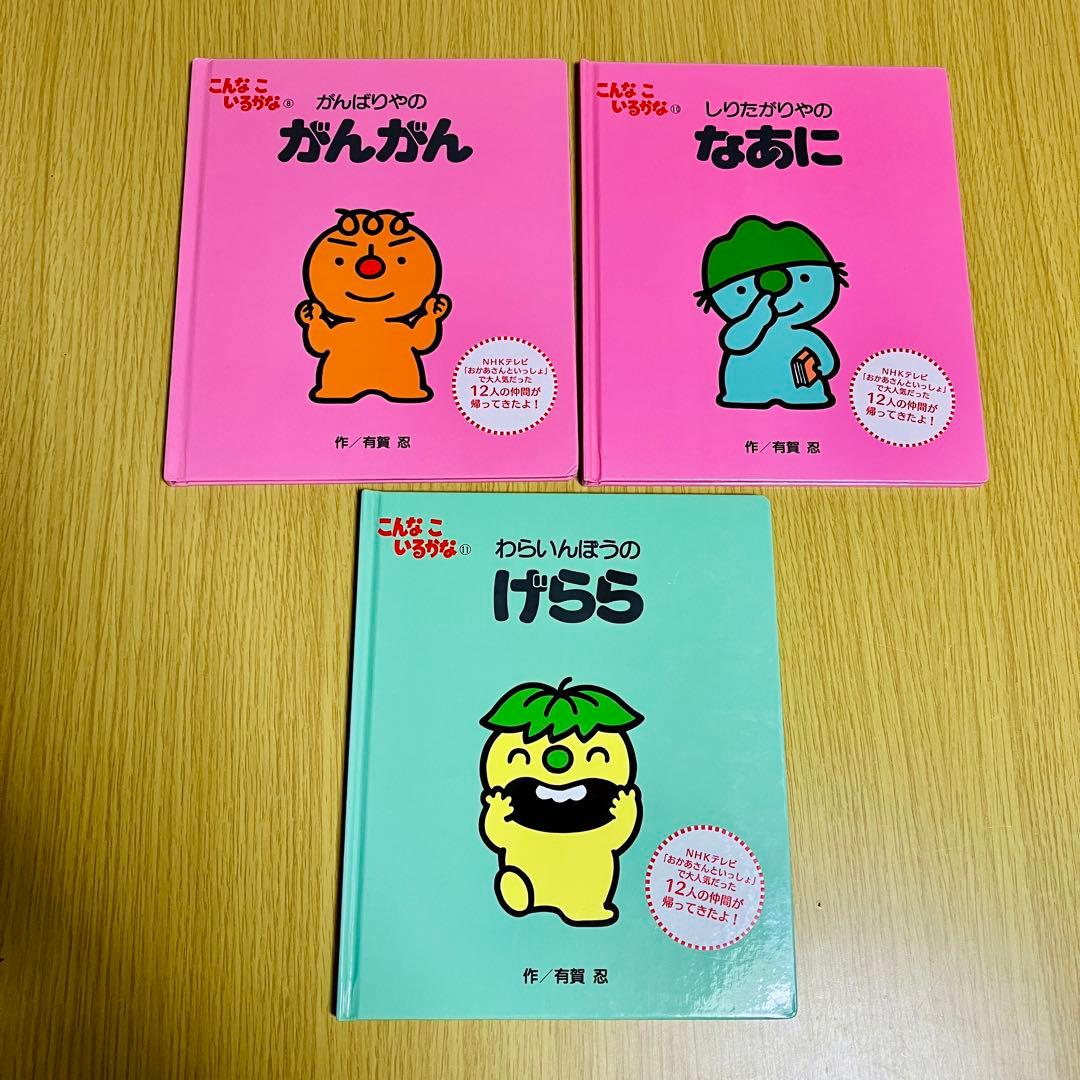 こんな こ
いるかな⑧
がんばりやの
がんがん
NHKテレビ
「おかあさんといっしょ」
で大人気だった
12人の仲間が
帰ってきたよ！
作／有賀 忍
こんな こ
いるかな⑩
しりたがりやの
なあに
NHKテレビ
「おかあさんといっしょ」
で大人気だった
12人の仲間が
帰ってきたよ！
作／有賀 忍
こんな こ
いるかな⑪
わらいんぼうの
げらら
NHKテレビ
「おかあさんといっしょ」
で大人気だった
12人の仲間が
帰ってきたよ！
作／有賀 忍